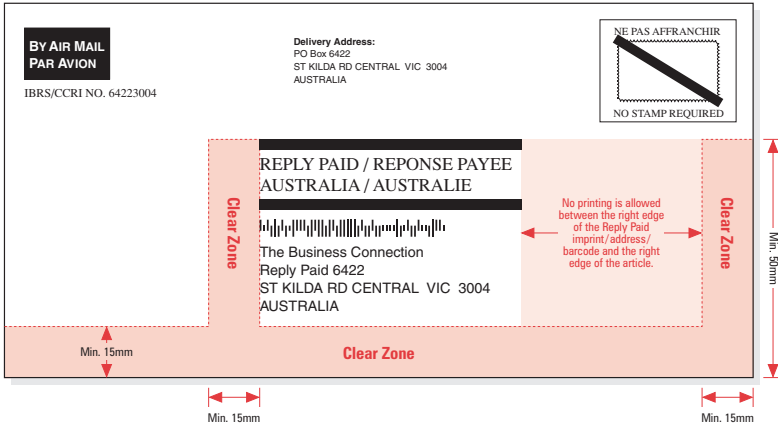 BY AIR MAIL
PAR AVION
IBRS/CCRI NO. 64223004
Delivery Address:
PO Box 6422
ST KILDA RD CENTRAL VIC 3004
AUSTRALIA
NE PAS AFFRANCHIR
NO STAMP REQUIRED
REPLY PAID / REPONSE PAYEE
AUSTRALIA / AUSTRALIE
The Business Connection
Reply Paid 6422
ST KILDA RD CENTRAL VIC 3004
AUSTRALIA
Clear Zone
No printing is allowed
between the right edge
of the Reply Paid
imprint/address/
barcode and the right
edge of the article.
Clear Zone
Min. 50mm
Min. 15mm
Clear Zone
Min. 15mm
Min. 15mm